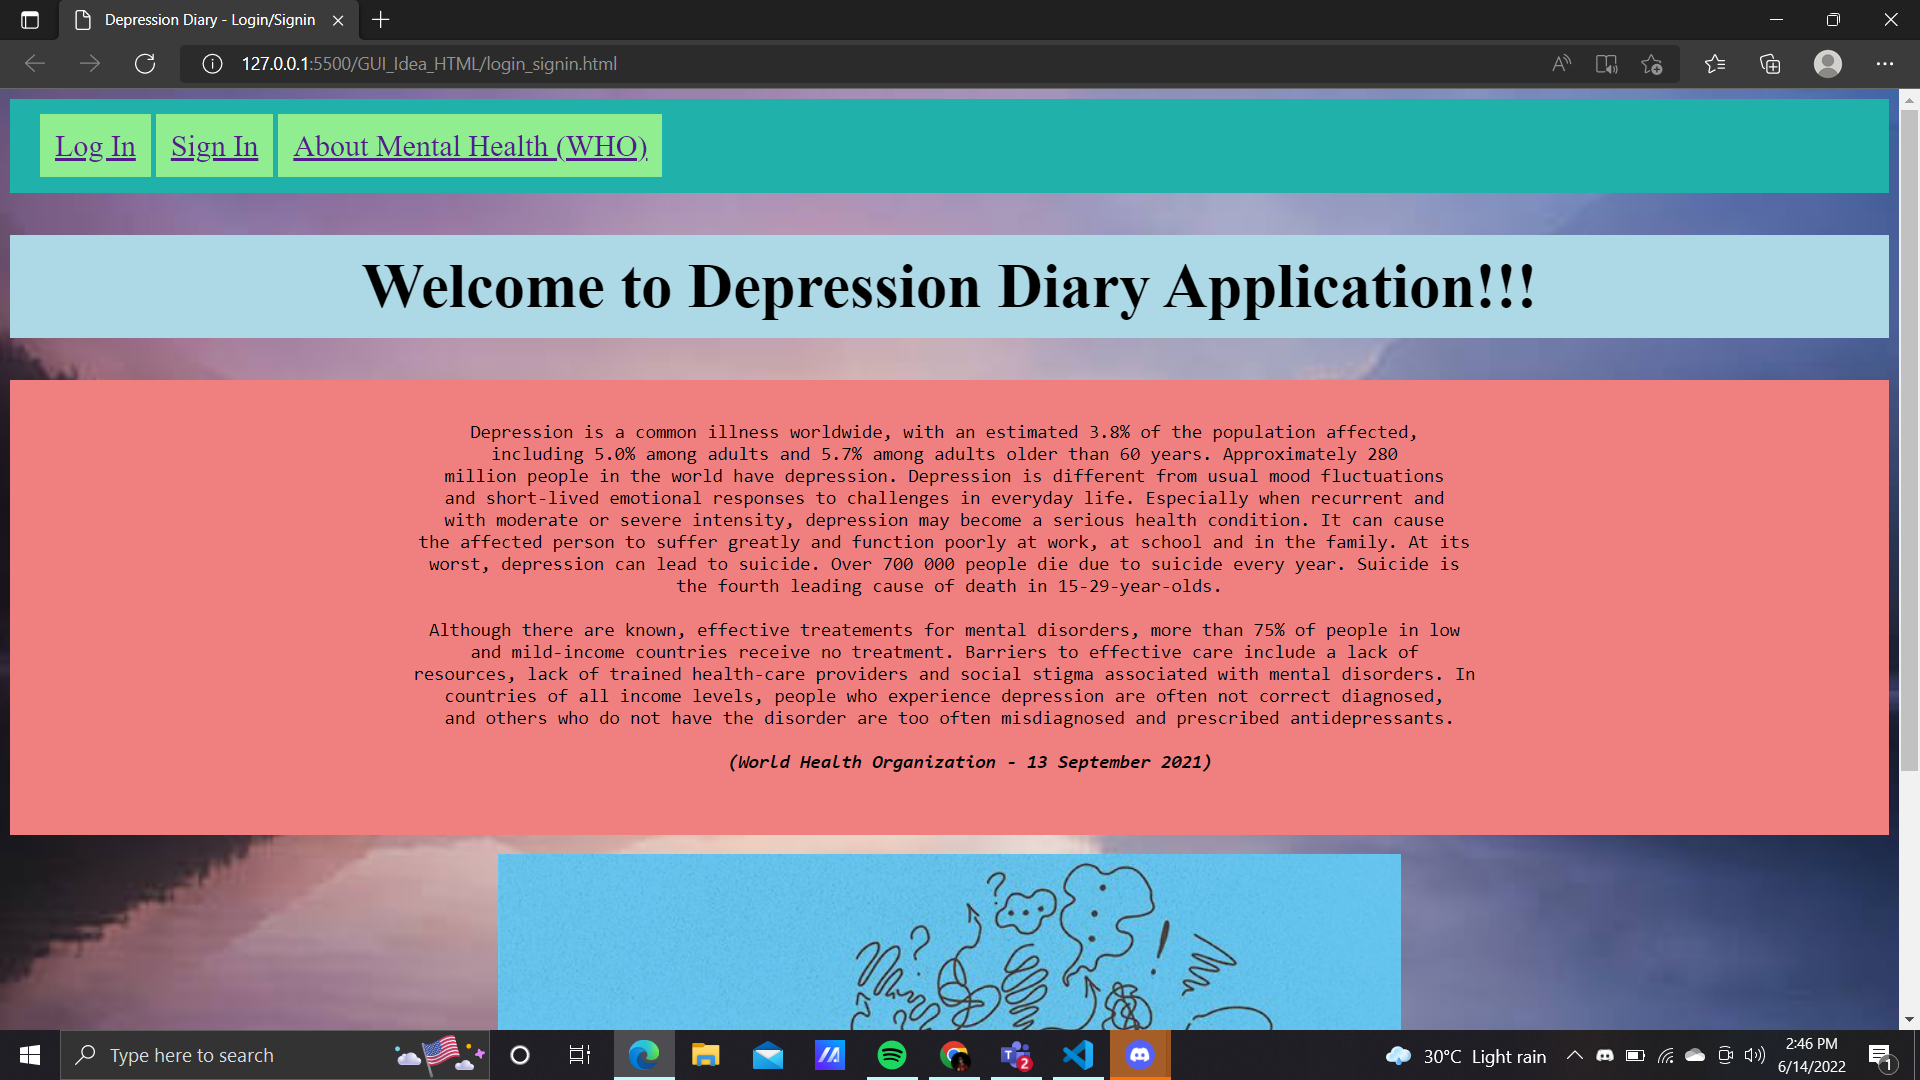 Depression Diary - Login/Signin
127.0.0.1:5500/GUI_Idea_HTML/login_signin.html
Log In Sign In About Mental Health (WHO)
Welcome to Depression Diary Application!!!
Depression is a common illness worldwide, with an estimated 3.8% of the population affected,
including 5.0% among adults and 5.7% among adults older than 60 years. Approximately 280
million people in the world have depression. Depression is different from usual mood fluctuations
and short-lived emotional responses to challenges in everyday life. Especially when recurrent and
with moderate or severe intensity, depression may become a serious health condition. It can cause
the affected person to suffer greatly and function poorly at work, at school and in the family. At its
worst, depression can lead to suicide. Over 700 000 people die due to suicide every year. Suicide is
the fourth leading cause of death in 15-29-year-olds.
Although there are known, effective treatements for mental disorders, more than 75% of people in low
and mild-income countries receive no treatment. Barriers to effective care include a lack of
resources, lack of trained health-care providers and social stigma associated with mental disorders. In
countries of all income levels, people who experience depression are often not correct diagnosed,
and others who do not have the disorder are too often misdiagnosed and prescribed antidepressants.
(World Health Organization - 13 September 2021)
? ? ! ?
Type here to search
2
30°C Light rain
2:46 PM
6/14/2022
1